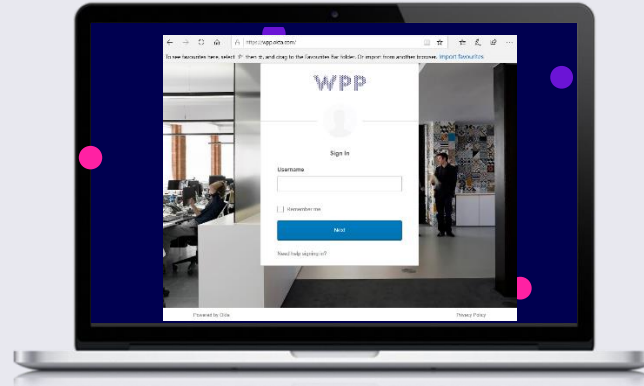 https://wpp.okta.com/
To see favourites here, select then and drag to the Favourites Bar folder. Or import from another browser. Import favourites
WPP
Sign In
Username
Remember me
Next
Need help signing in?
Powered by Okta
Privacy Policy